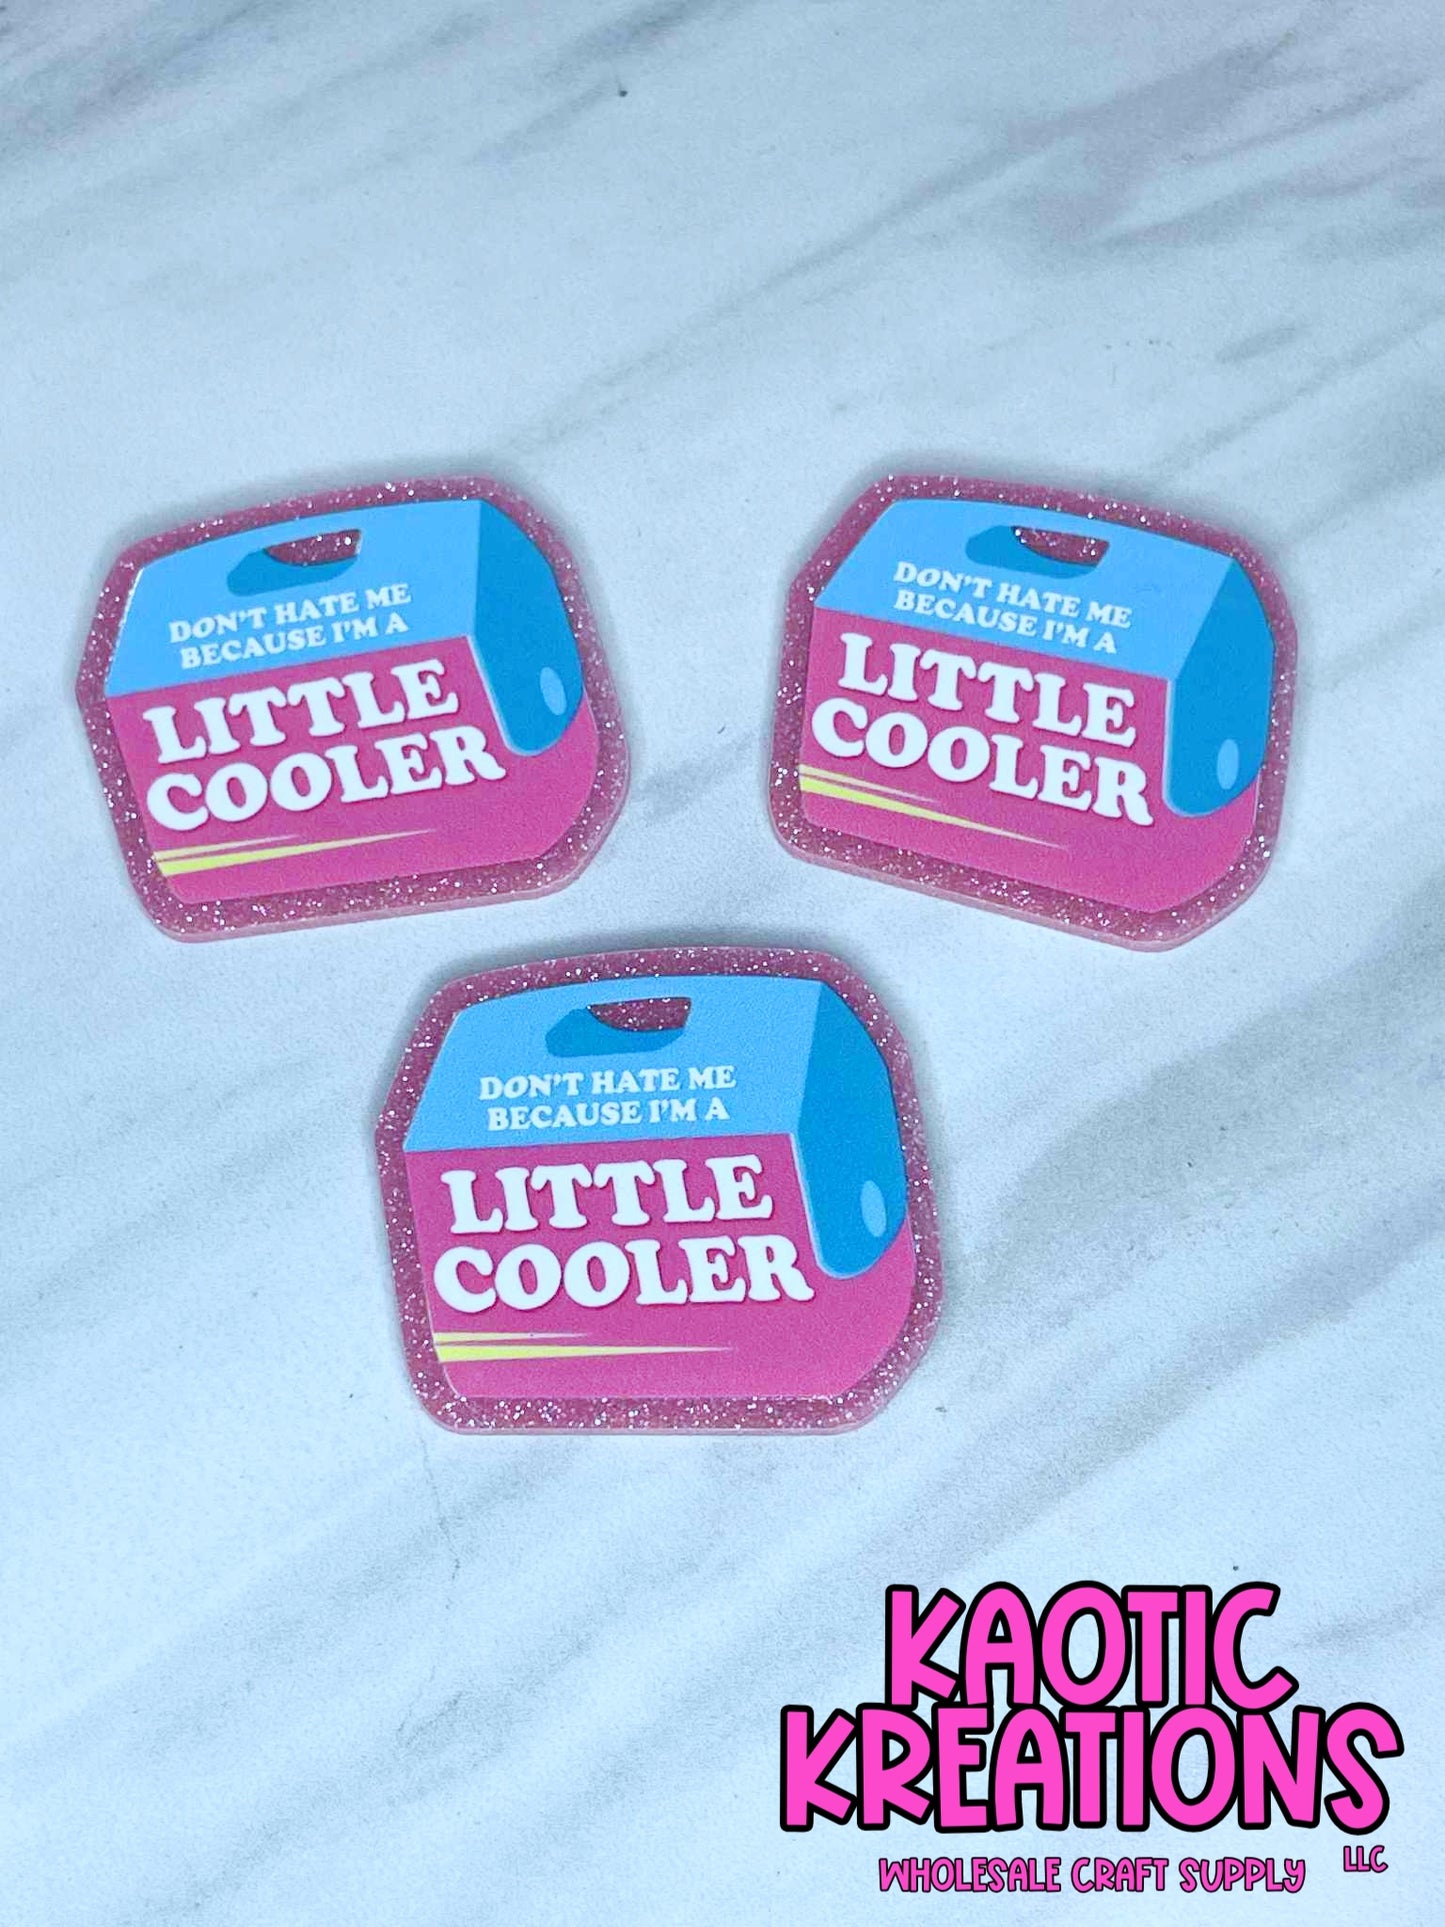 DON'T HATE ME
BECAUSE I'M A
LITTLE
COOLER
DON'T HATE ME
BECAUSE I'M A
LITTLE
COOLER
DON'T HATE ME
BECAUSE I'M A
LITTLE
COOLER
KAOTIC
KREATIONS
LLC
WHOLESALE CRAFT SUPPLY